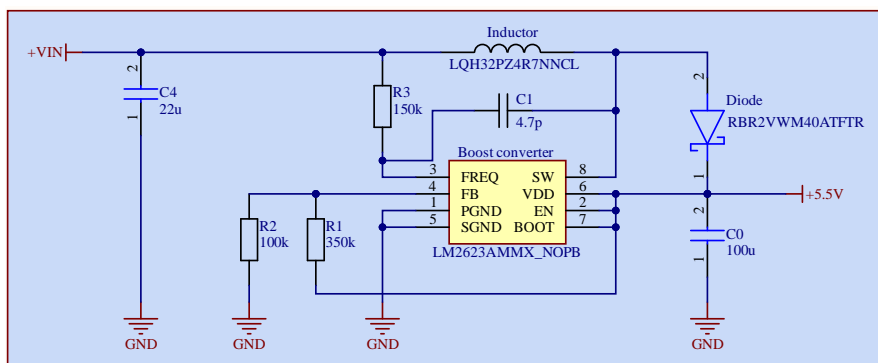 Inductor
+VIN
LQH32PZ4R7NNCL
2
C4
22u
1
R3
150k
C1
4.7p
2
Diode
RBR2VWM40ATFTR
1
Boost converter
3 FREQ SW 8
4 FB VDD 6
1 PGND EN 2
5 SGND BOOT 7
LM2623AMMX_NOPB
+5.5V
R2
100k
R1
350k
2
C0
100u
1
GND
GND
GND
GND